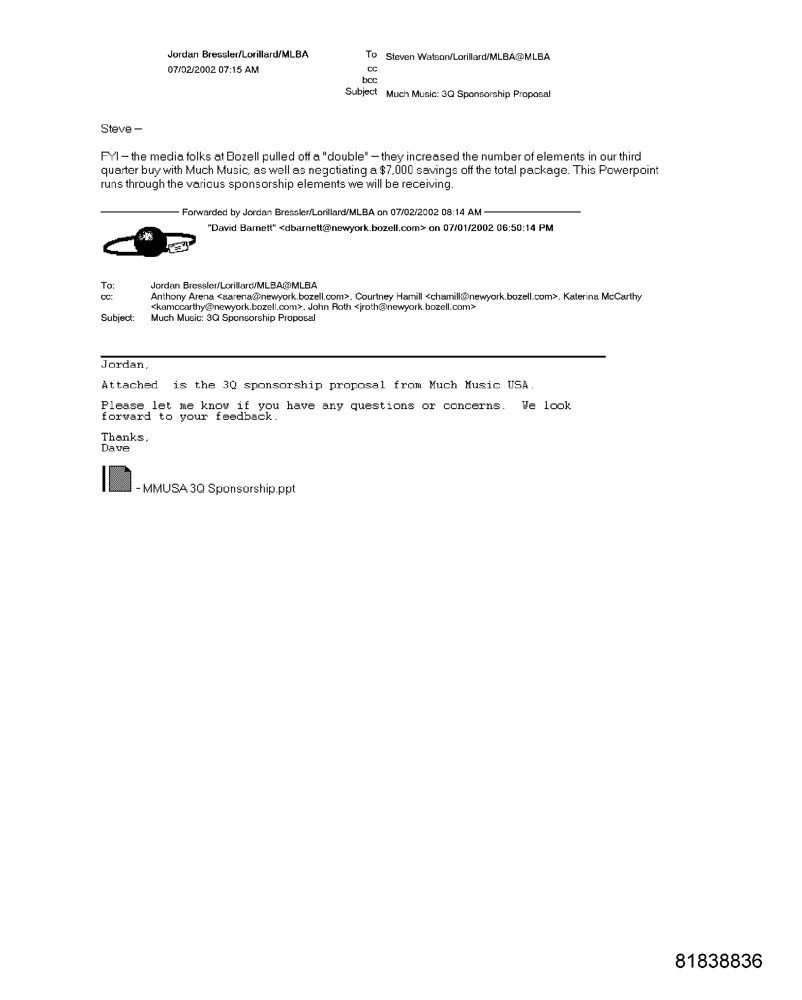 Jordan Bressler/Lorillard/MLBA
07/02/2002 07:15 AM
To Steven Watson/Lorillard/MLBA@MLBA
cc
bcc
Subject Much Music: 3Q Sponsorship Proposal
Steve –
FYI – the media folks at Bozell pulled off a "double" – they increased the number of elements in our third
quarter buy with Much Music, as well as negotiating a $7,000 savings off the total package. This Powerpoint
runs through the various sponsorship elements we will be receiving.
Forwarded by Jordan Bressler/Lorillard/MLBA on 07/02/2002 08:14 AM
"David Barnett" <dbarnett@newyork.bozell.com> on 07/01/2002 06:50:14 PM
To: Jordan Bressler/Lorillard/MLBA@MLBA
cc: Anthony Arena <aarena@newyork.bozell.com>, Courtney Hamill <chamill@newyork.bozell.com>, Katerina McCarthy
<kamccarthy@newyork.bozell.com>, John Roth <jroth@newyork.bozell.com>
Subject: Much Music: 3Q Sponsorship Proposal
Jordan,
Attached  is the 3Q sponsorship proposal from Much Music USA.
Please let me know if you have any questions or concerns.  We look
forward to your feedback.
Thanks,
Dave
- MMUSA 3Q Sponsorship.ppt
81838836